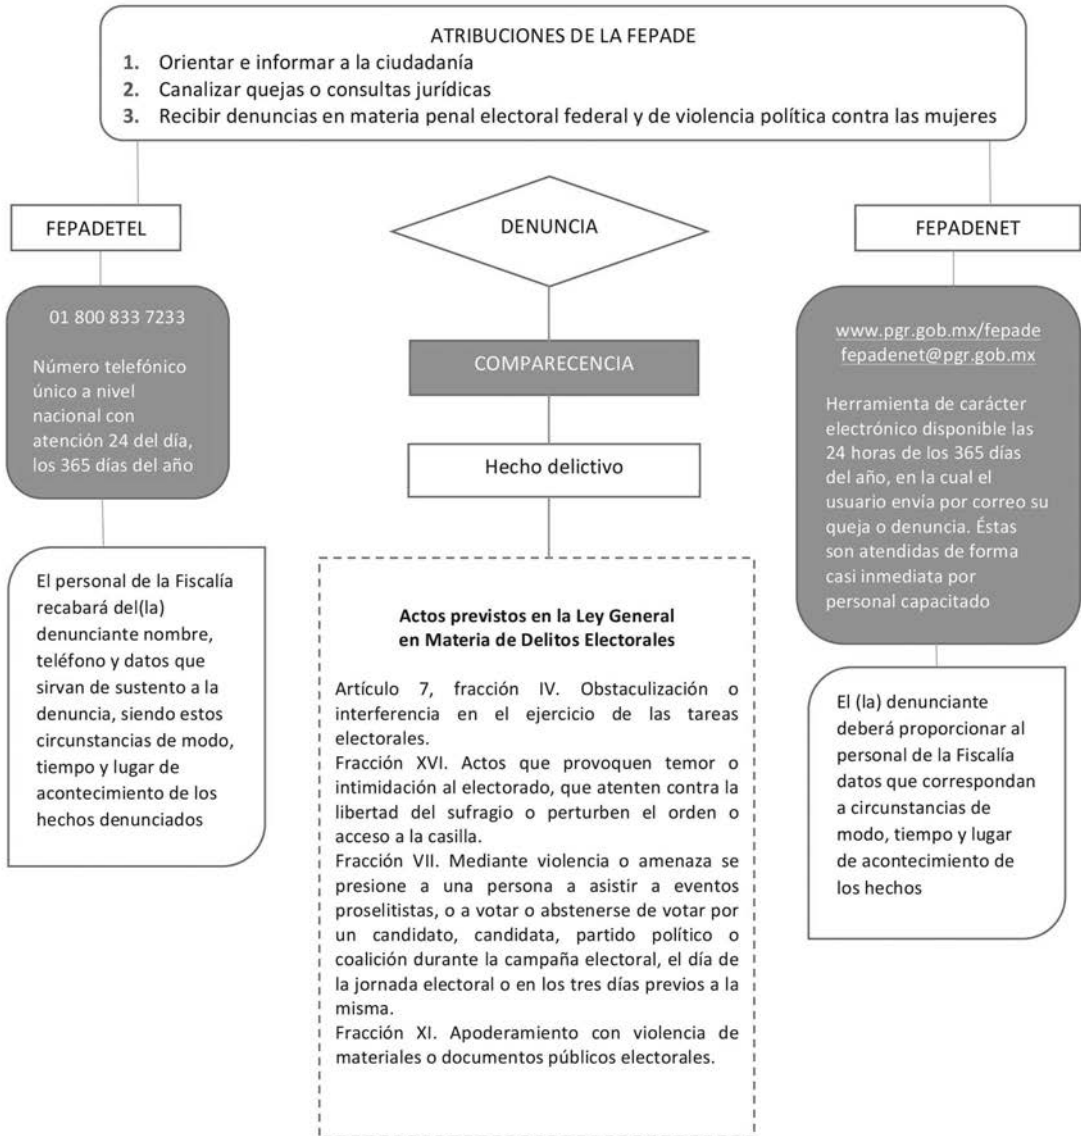 ATRIBUCIONES DE LA FEPADE
1. Orientar e informar a la ciudadanía
2. Canalizar quejas o consultas jurídicas
3. Recibir denuncias en materia penal electoral federal y de violencia política contra las mujeres
FEPADETEL
01 800 833 7233
Número telefónico
único a nivel
nacional con
atención 24 del día,
los 365 días del año
El personal de la Fiscalía
recabará del(la)
denunciante nombre,
teléfono y datos que
sirvan de sustento a la
denuncia, siendo estos
circunstancias de modo,
tiempo y lugar de
acontecimiento de los
hechos denunciados
DENUNCIA
COMPARECENCIA
Hecho delictivo
Actos previstos en la Ley General
en Materia de Delitos Electorales
Artículo 7, fracción IV. Obstaculización o
interferencia en el ejercicio de las tareas
electorales.
Fracción XVI. Actos que provoquen temor o
intimidación al electorado, que atenten contra la
libertad del sufragio o perturben el orden o
acceso a la casilla.
Fracción VII. Mediante violencia o amenaza se
presione a una persona a asistir a eventos
proselitistas, o a votar o abstenerse de votar por
un candidato, candidata, partido político o
coalición durante la campaña electoral, el día de
la jornada electoral o en los tres días previos a la
misma.
Fracción XI. Apoderamiento con violencia de
materiales o documentos públicos electorales.
FEPADENET
www.pgr.gob.mx/fepade
fepadenet@pgr.gob.mx
Herramienta de carácter
electrónico disponible las
24 horas de los 365 días
del año, en la cual el
usuario envía por correo su
queja o denuncia. Éstas
son atendidas de forma
casi inmediata por
personal capacitado
El (la) denunciante
deberá proporcionar al
personal de la Fiscalía
datos que correspondan
a circunstancias de
modo, tiempo y lugar
de acontecimiento de
los hechos